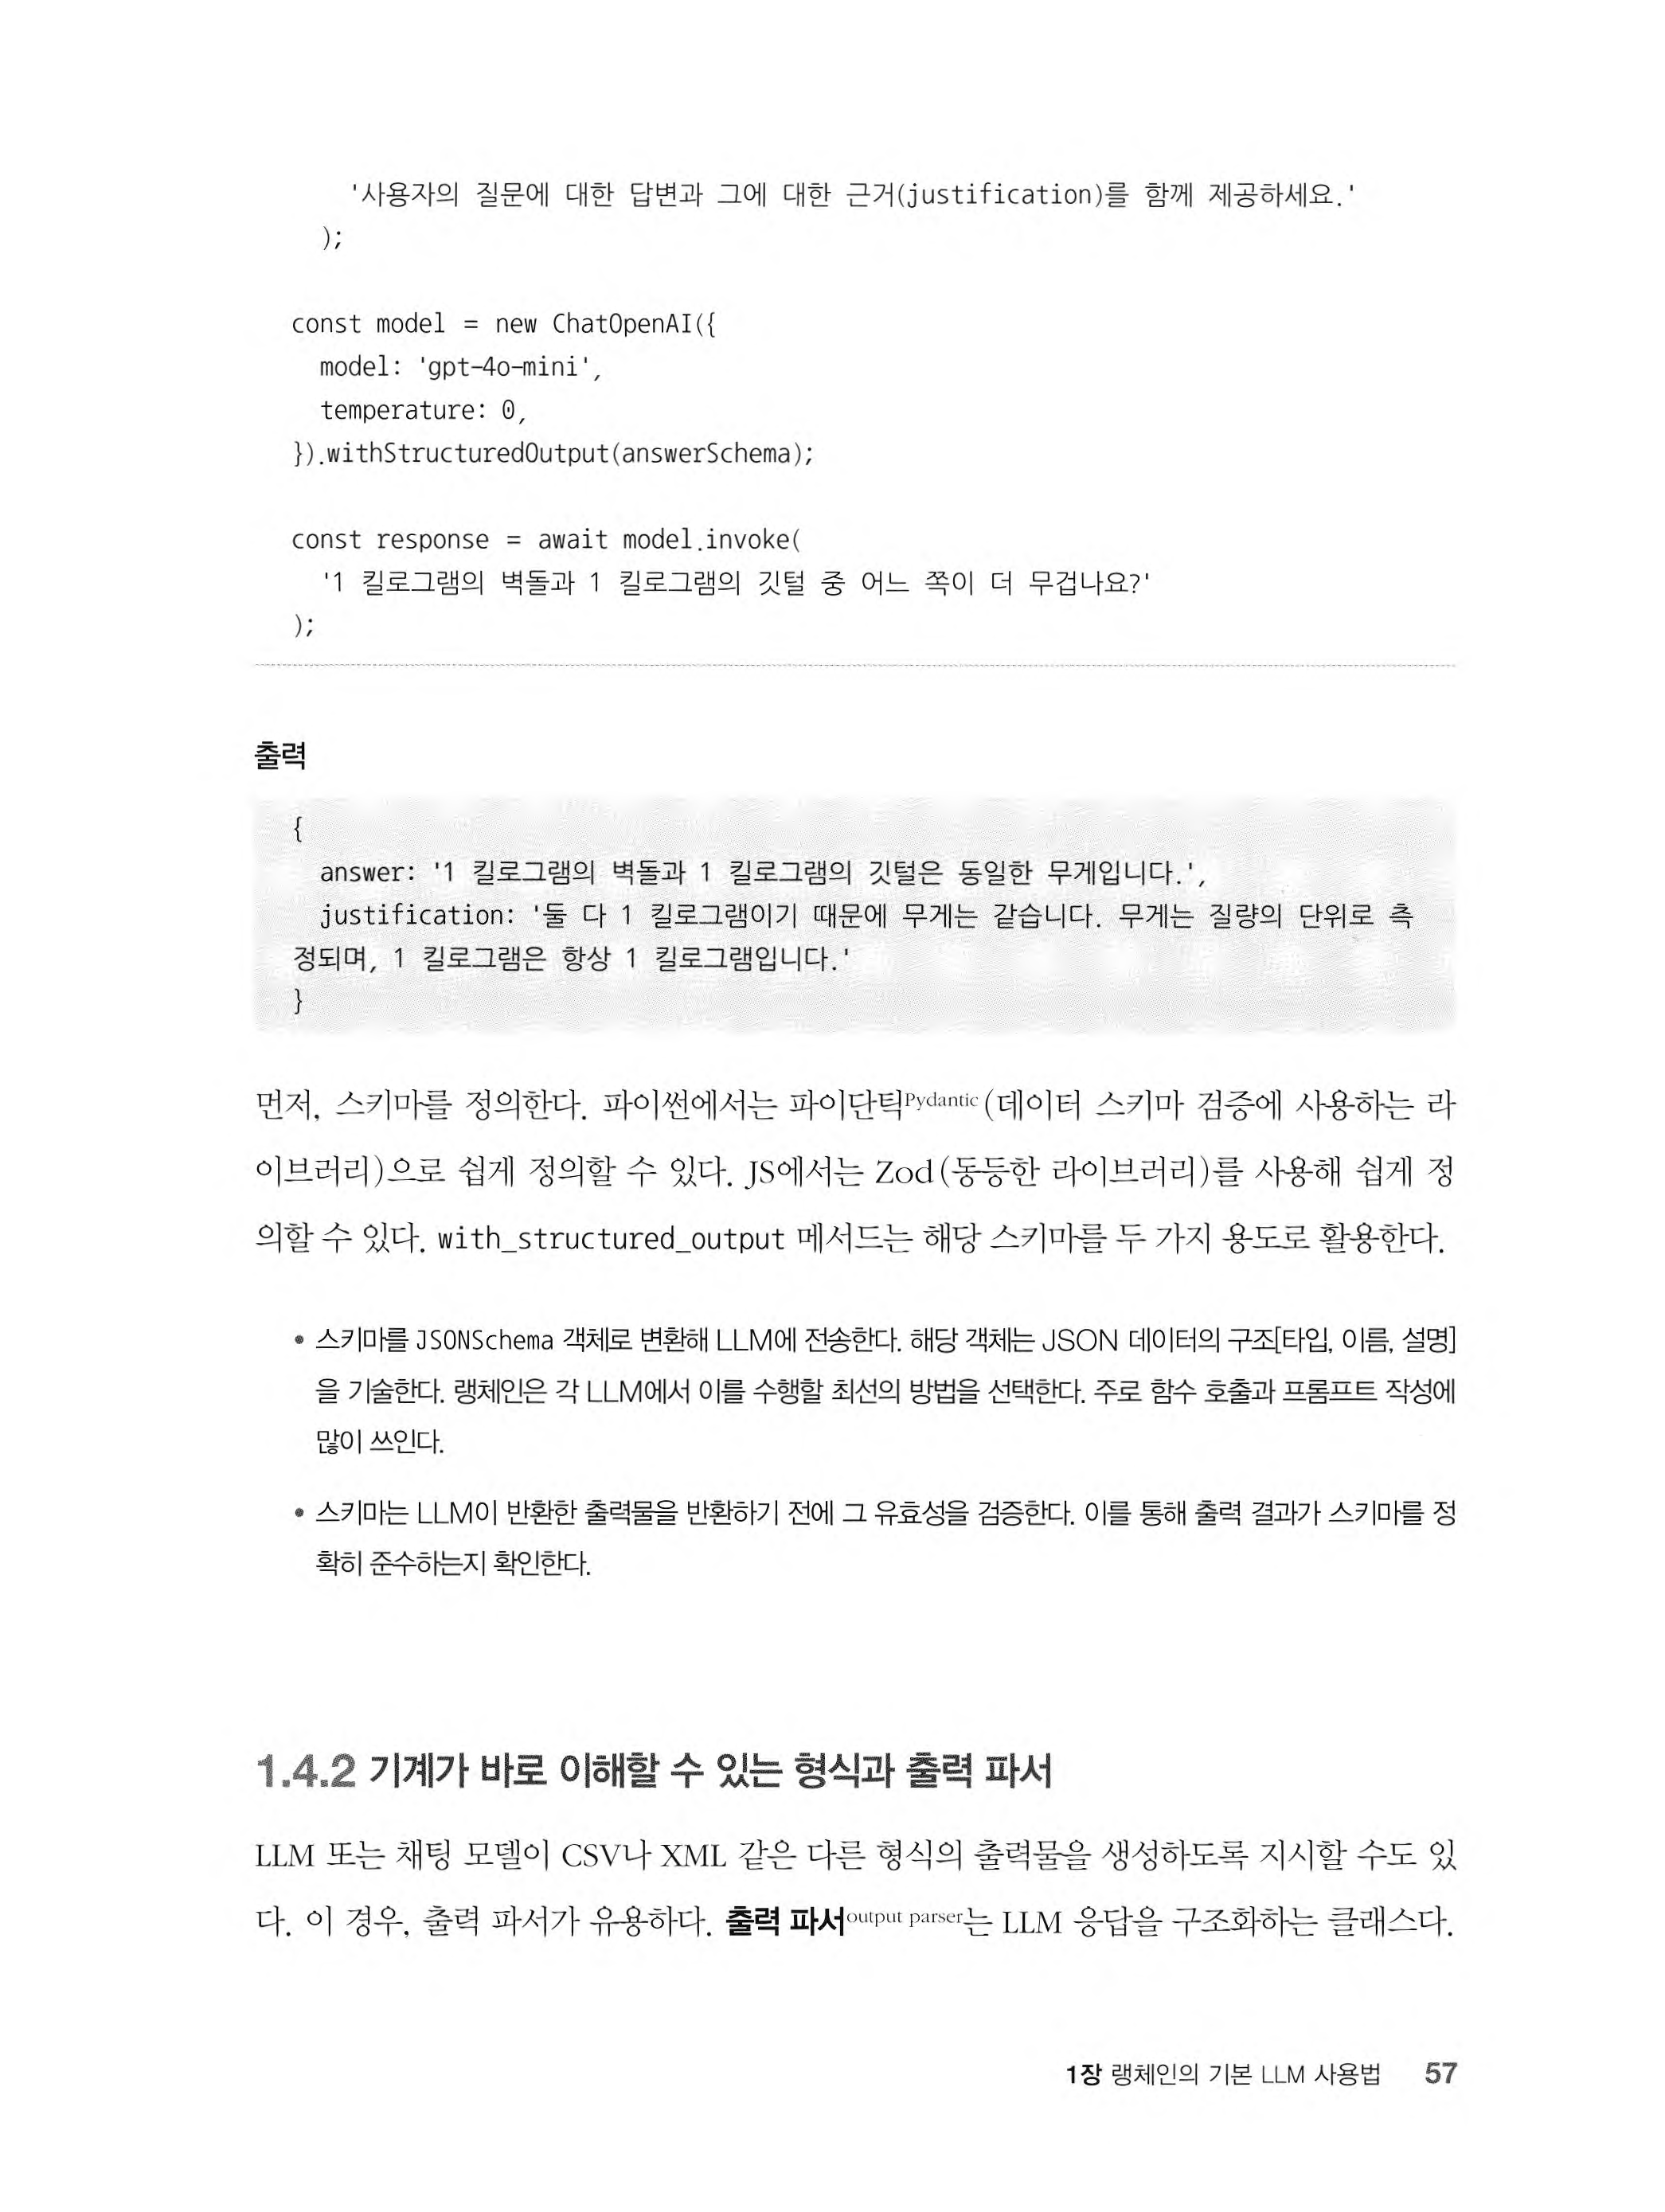 '사용자의 질문에 대한 답변과 그에 대한 근거(justification)를 함께 제공하세요.'
);
const model = new ChatOpenAI({
model: 'gpt-4o-mini',
temperature: 0,
}).withStructuredOutput(answerSchema);
const response = await model.invoke(
'1 킬로그램의 벽돌과 1 킬로그램의 깃털 중 어느 쪽이 더 무겁나요?'
);
출력
{
answer: '1 킬로그램의 벽돌과 1 킬로그램의 깃털은 동일한 무게입니다.',
justification: '둘 다 1 킬로그램이기 때문에 무게는 같습니다. 무게는 질량의 단위로 측
정되며, 1 킬로그램은 항상 1 킬로그램입니다.'
}
먼저, 스키마를 정의한다. 파이썬에서는 파이단틱Pydantic(데이터 스키마 검증에 사용하는 라
이브러리)으로 쉽게 정의할 수 있다. JS에서는 Zod(동등한 라이브러리)를 사용해 쉽게 정
의할 수 있다. with_structured_output 메서드는 해당 스키마를 두 가지 용도로 활용한다.
• 스키마를 JSONSchema 객체로 변환해 LLM에 전송한다. 해당 객체는 JSON 데이터의 구조[타입, 이름, 설명]
을 기술한다. 랭체인은 각 LLM에서 이를 수행할 최선의 방법을 선택한다. 주로 함수 호출과 프롬프트 작성에
많이 쓰인다.
• 스키마는 LLM이 반환한 출력물을 반환하기 전에 그 유효성을 검증한다. 이를 통해 출력 결과가 스키마를 정
확히 준수하는지 확인한다.
1.4.2 기계가 바로 이해할 수 있는 형식과 출력 파서
LLM 또는 채팅 모델이 CSV나 XML 같은 다른 형식의 출력물을 생성하도록 지시할 수도 있
다. 이 경우, 출력 파서가 유용하다. 출력 파서output parser는 LLM 응답을 구조화하는 클래스다.
1장 랭체인의 기본 LLM 사용법 57